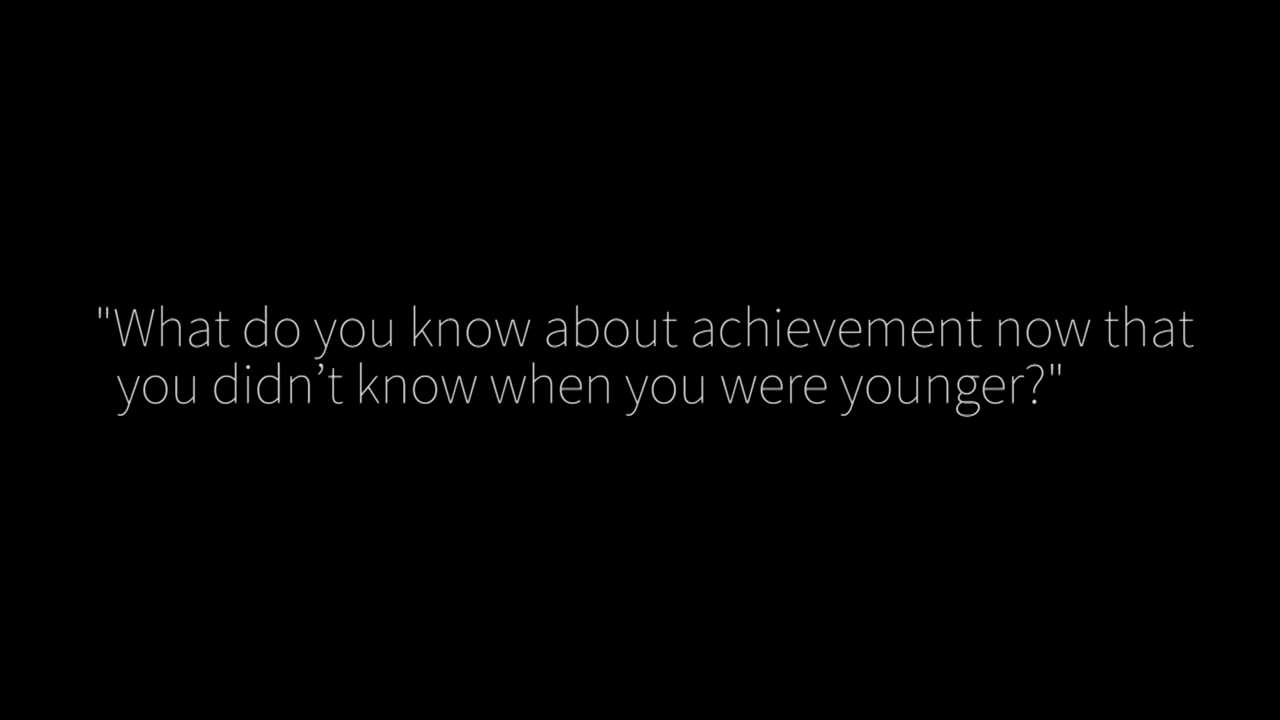 "What do you know about achievement now that
you didn’t know when you were younger?"